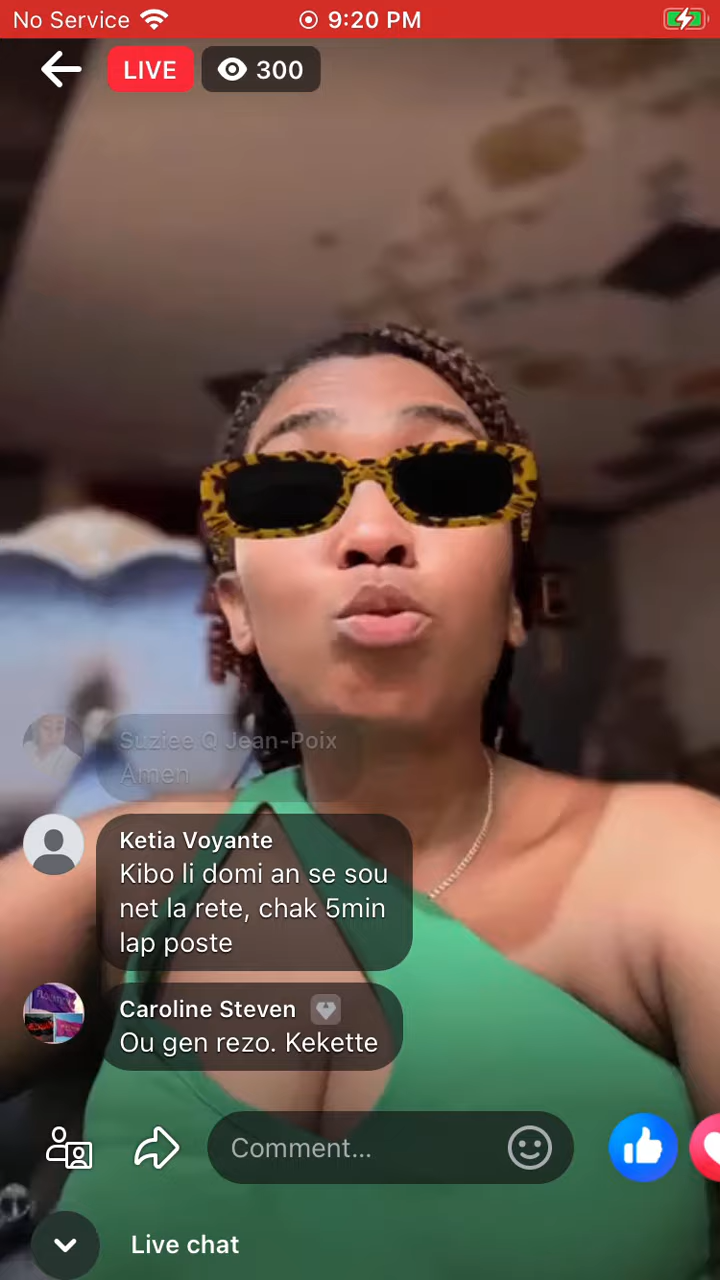 No Service 9:20 PM
LIVE 300
Suziee Q Jean-Poix
Amen
Ketia Voyante
Kibo li domi an se sou
net la rete, chak 5min
lap poste
Caroline Steven
Ou gen rezo. Kekette
Comment...
Live chat